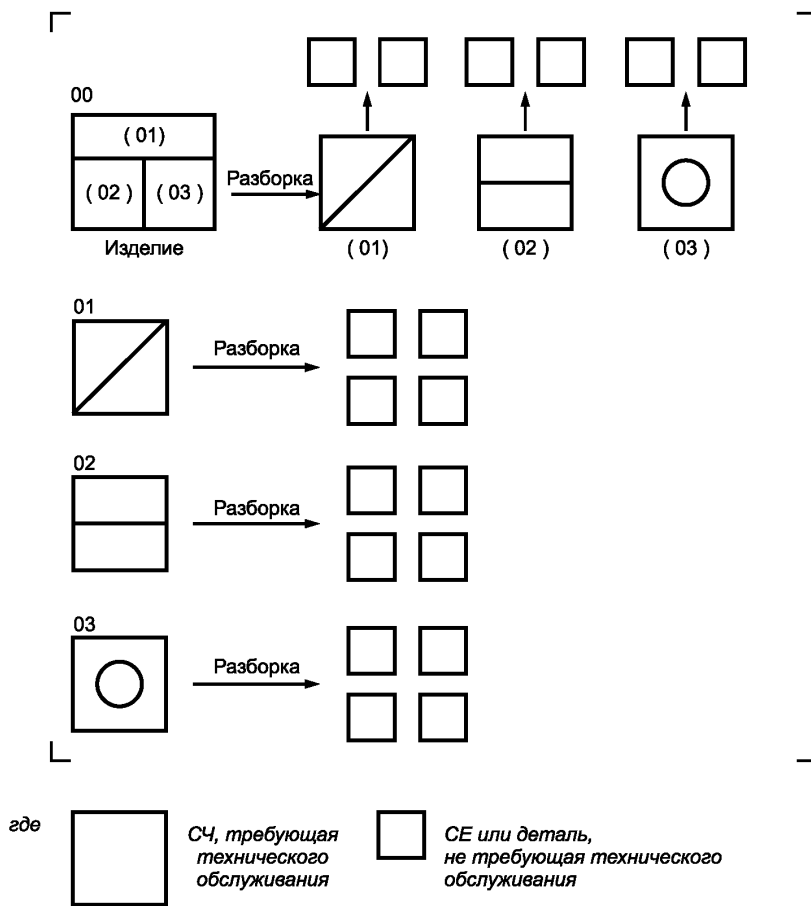 00
( 01)
( 02 ) ( 03 )
Изделие
Разборка
( 01)
( 02 )
( 03 )
01
Разборка
02
Разборка
03
Разборка
где
СЧ, требующая
технического
обслуживания
СЕ или деталь,
не требующая технического
обслуживания